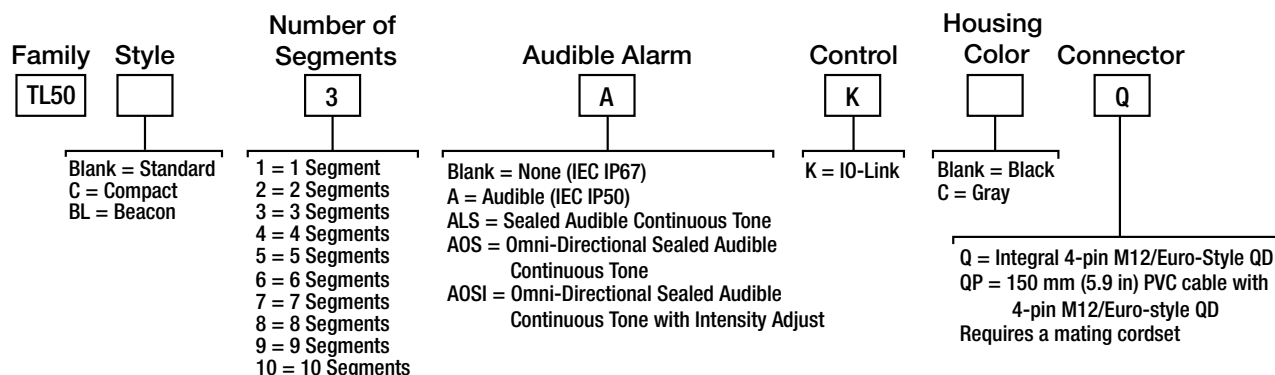 Family
Style
Number of
Segments
Audible Alarm
Control
Housing
Color
Connector
TL50
3
A
K
Q
Blank = Standard
C = Compact
BL = Beacon
1 = 1 Segment
2 = 2 Segments
3 = 3 Segments
4 = 4 Segments
5 = 5 Segments
6 = 6 Segments
7 = 7 Segments
8 = 8 Segments
9 = 9 Segments
10 = 10 Segments
Blank = None (IEC IP67)
A = Audible (IEC IP50)
ALS = Sealed Audible Continuous Tone
AOS = Omni-Directional Sealed Audible
Continuous Tone
AOSI = Omni-Directional Sealed Audible
Continuous Tone with Intensity Adjust
K = IO-Link
Blank = Black
C = Gray
Q = Integral 4-pin M12/Euro-Style QD
QP = 150 mm (5.9 in) PVC cable with
4-pin M12/Euro-style QD
Requires a mating cordset